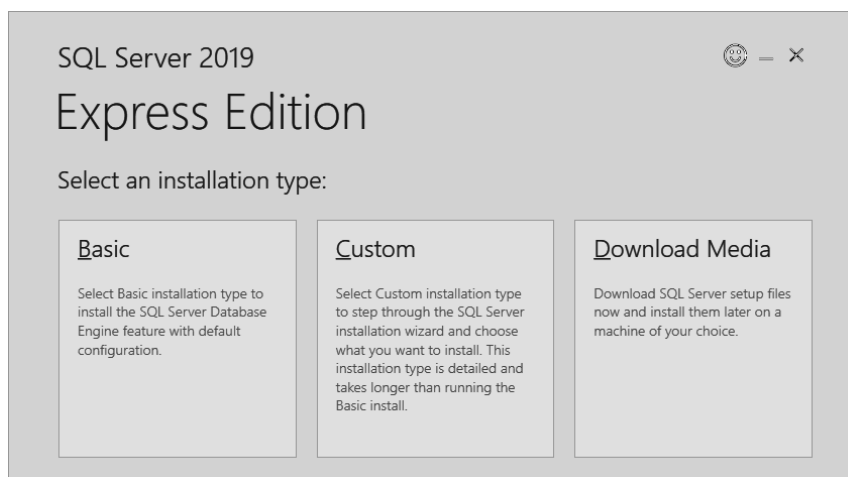 SQL Server 2019
Express Edition
Select an installation type:
Basic
Select Basic installation type to
install the SQL Server Database
Engine feature with default
configuration.
Custom
Select Custom installation type
to step through the SQL Server
installation wizard and choose
what you want to install. This
installation type is detailed and
takes longer than running the
Basic install.
Download Media
Download SQL Server setup files
now and install them later on a
machine of your choice.